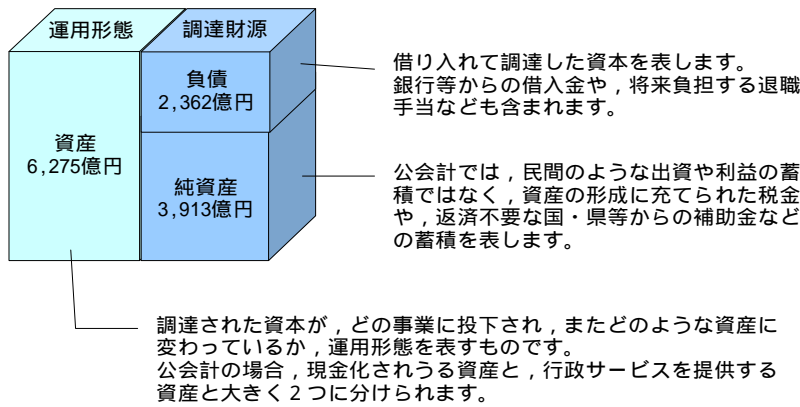 運用形態
調達財源
資産
6,275億円
負債
2,362億円
純資産
3,913億円
借り入れて調達した資本を表します。
銀行等からの借入金や，将来負担する退職
手当なども含まれます。
公会計では，民間のような出資や利益の蓄
積ではなく，資産の形成に充てられた税金
や，返済不要な国・県等からの補助金など
の蓄積を表します。
調達された資本が，どの事業に投下され，またどのような資産に
変わっているか，運用形態を表すものです。
公会計の場合，現金化されうる資産と，行政サービスを提供する
資産と大きく２つに分けられます。